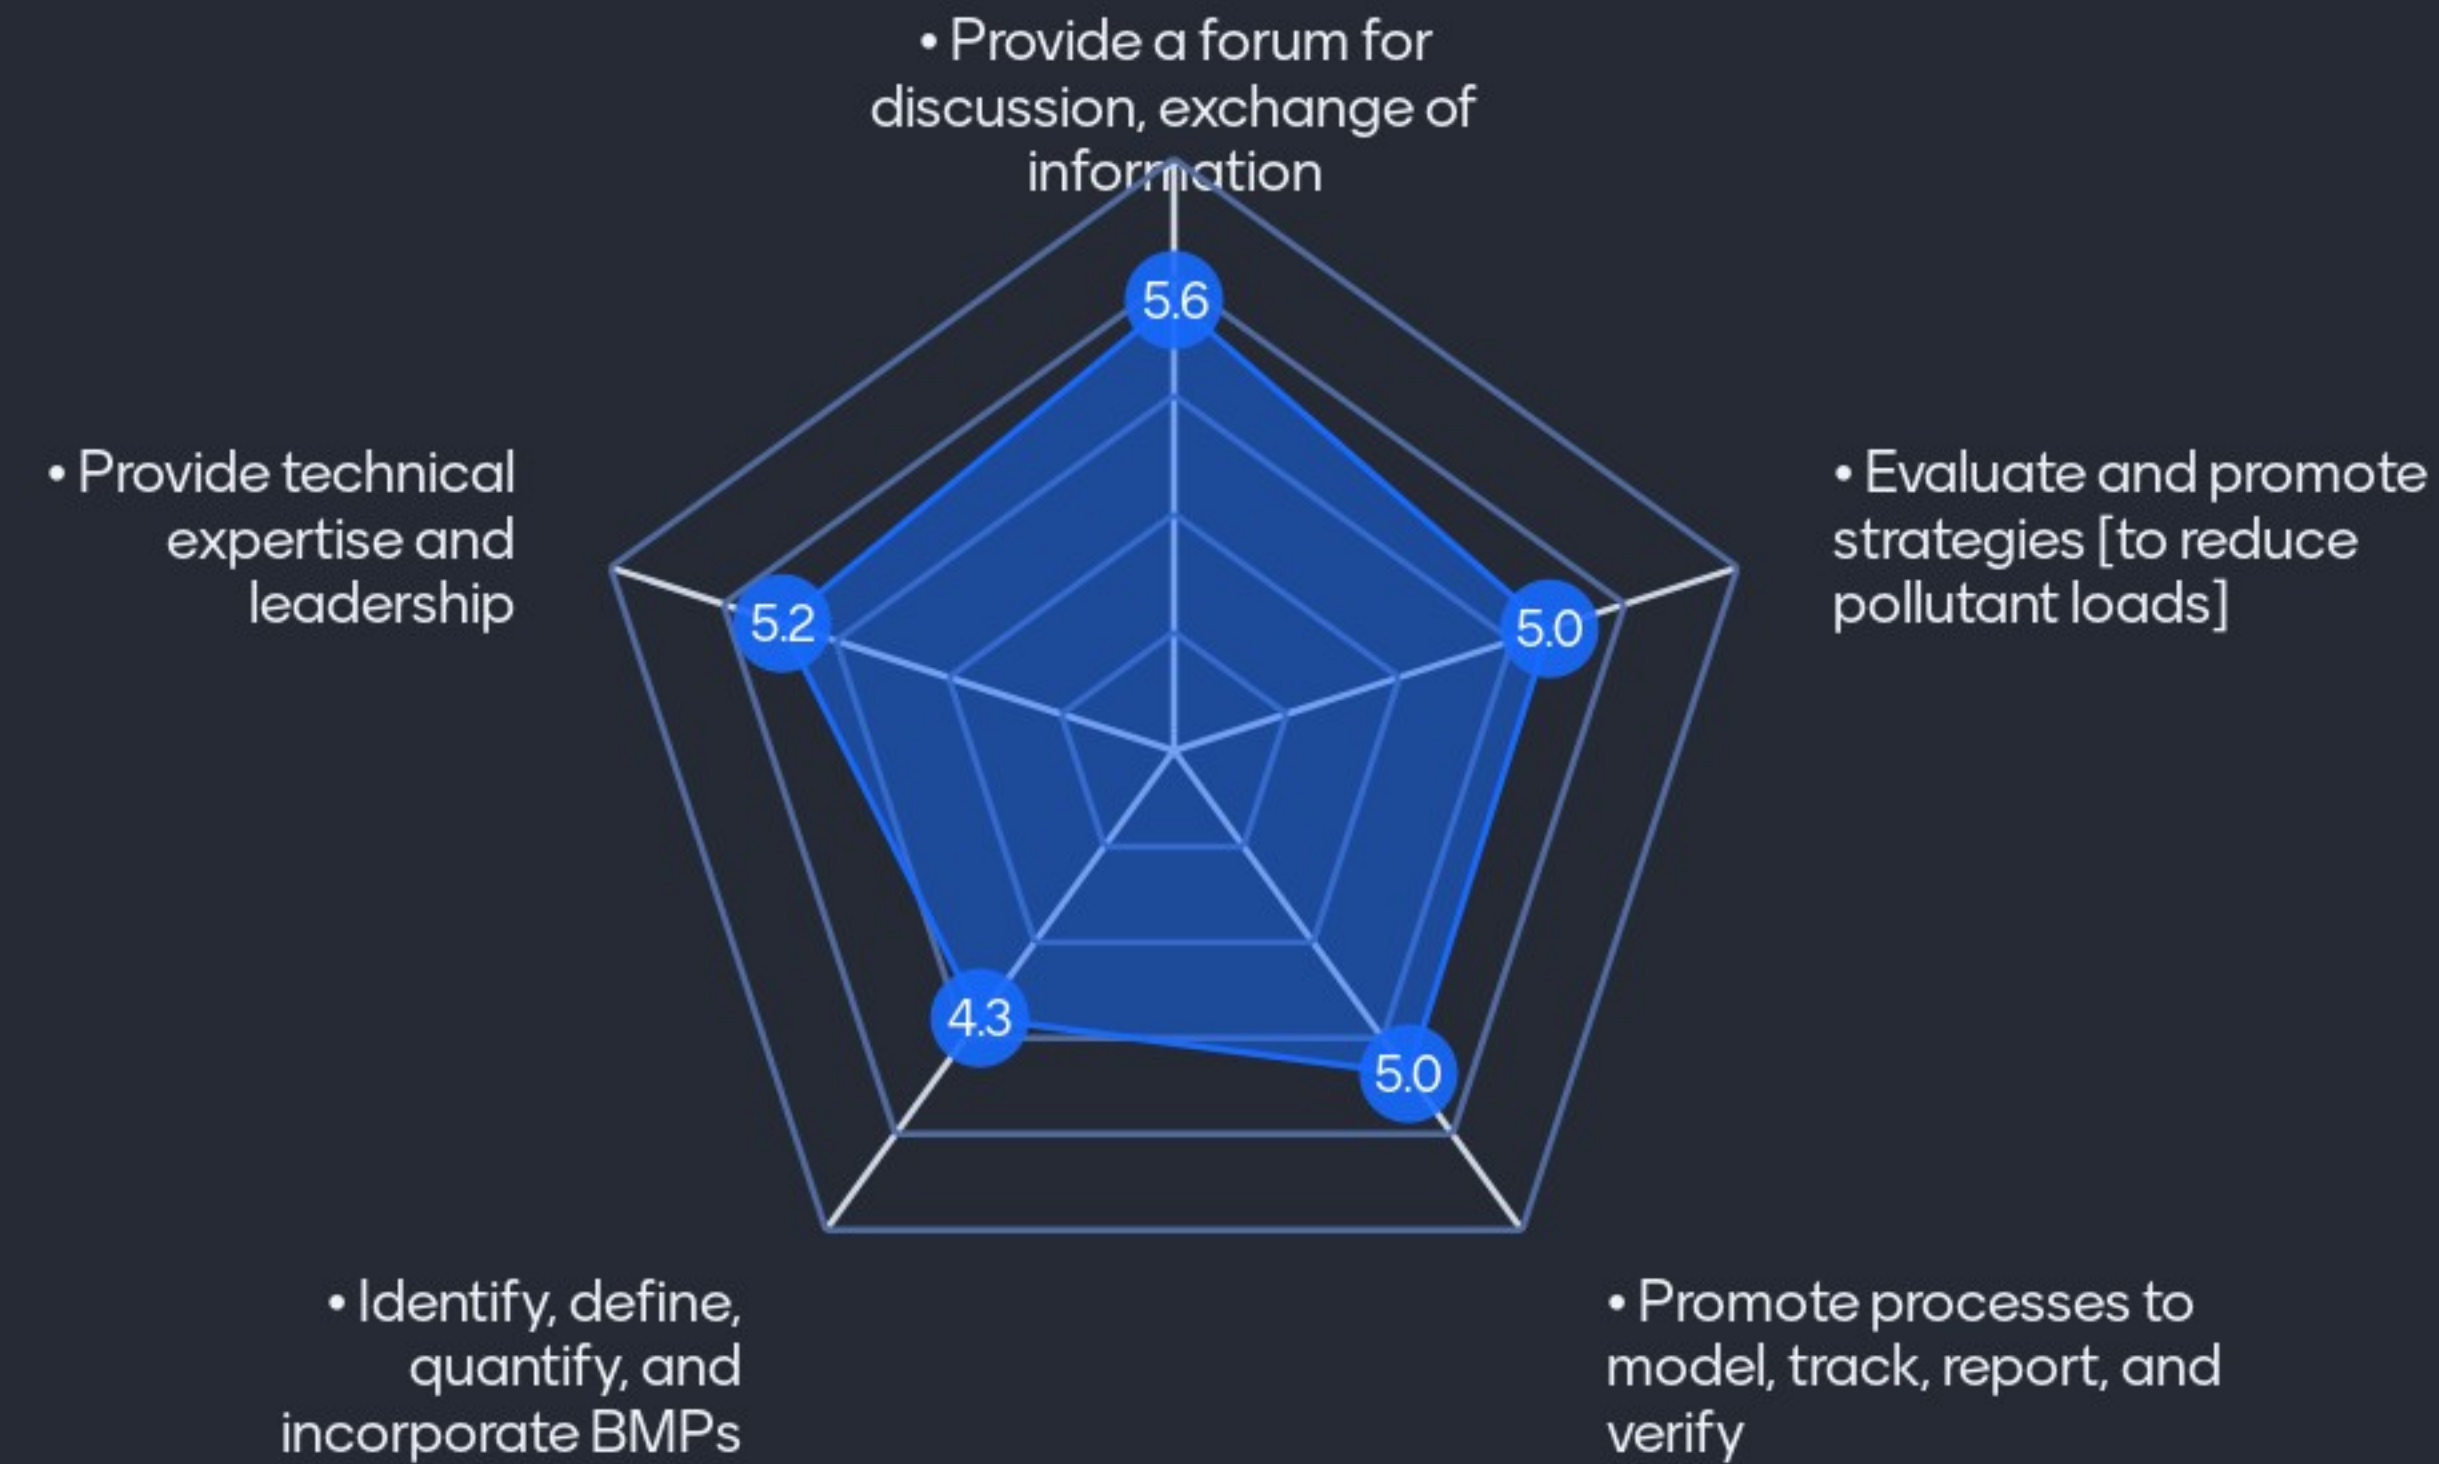 • Provide a forum for
discussion, exchange of
information
5.6
• Provide technical
expertise and
leadership
5.2
5.0
• Evaluate and promote
strategies [to reduce
pollutant loads]
4.3
5.0
• Identify, define,
quantify, and
incorporate BMPs
• Promote processes to
model, track, report, and
verify